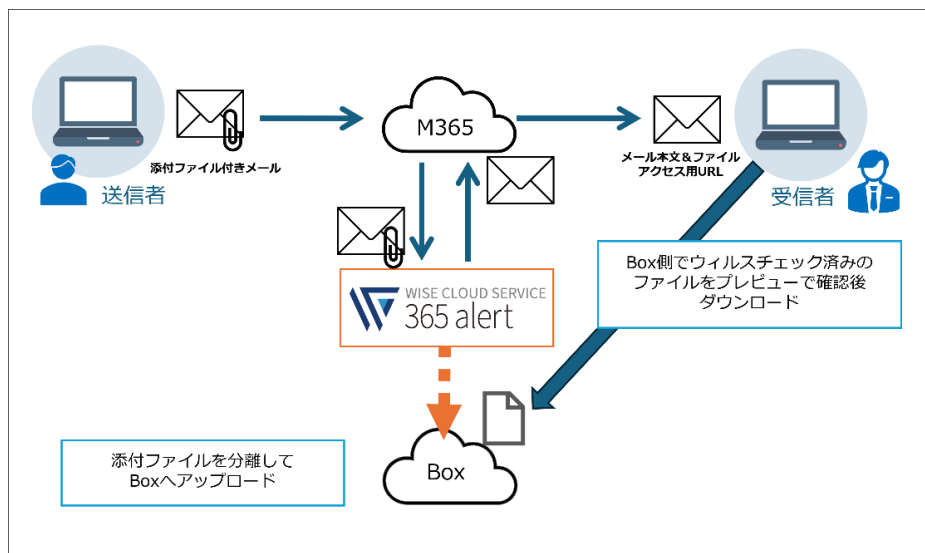 添付ファイル付きメール
送信者
M365
メール本文&ファイル
アクセス用URL
受信者
WISE CLOUD SERVICE
365 alert
Box側でウィルスチェック済みの
ファイルをプレビューで確認後
ダウンロード
添付ファイルを分離して
Boxへアップロード
Box